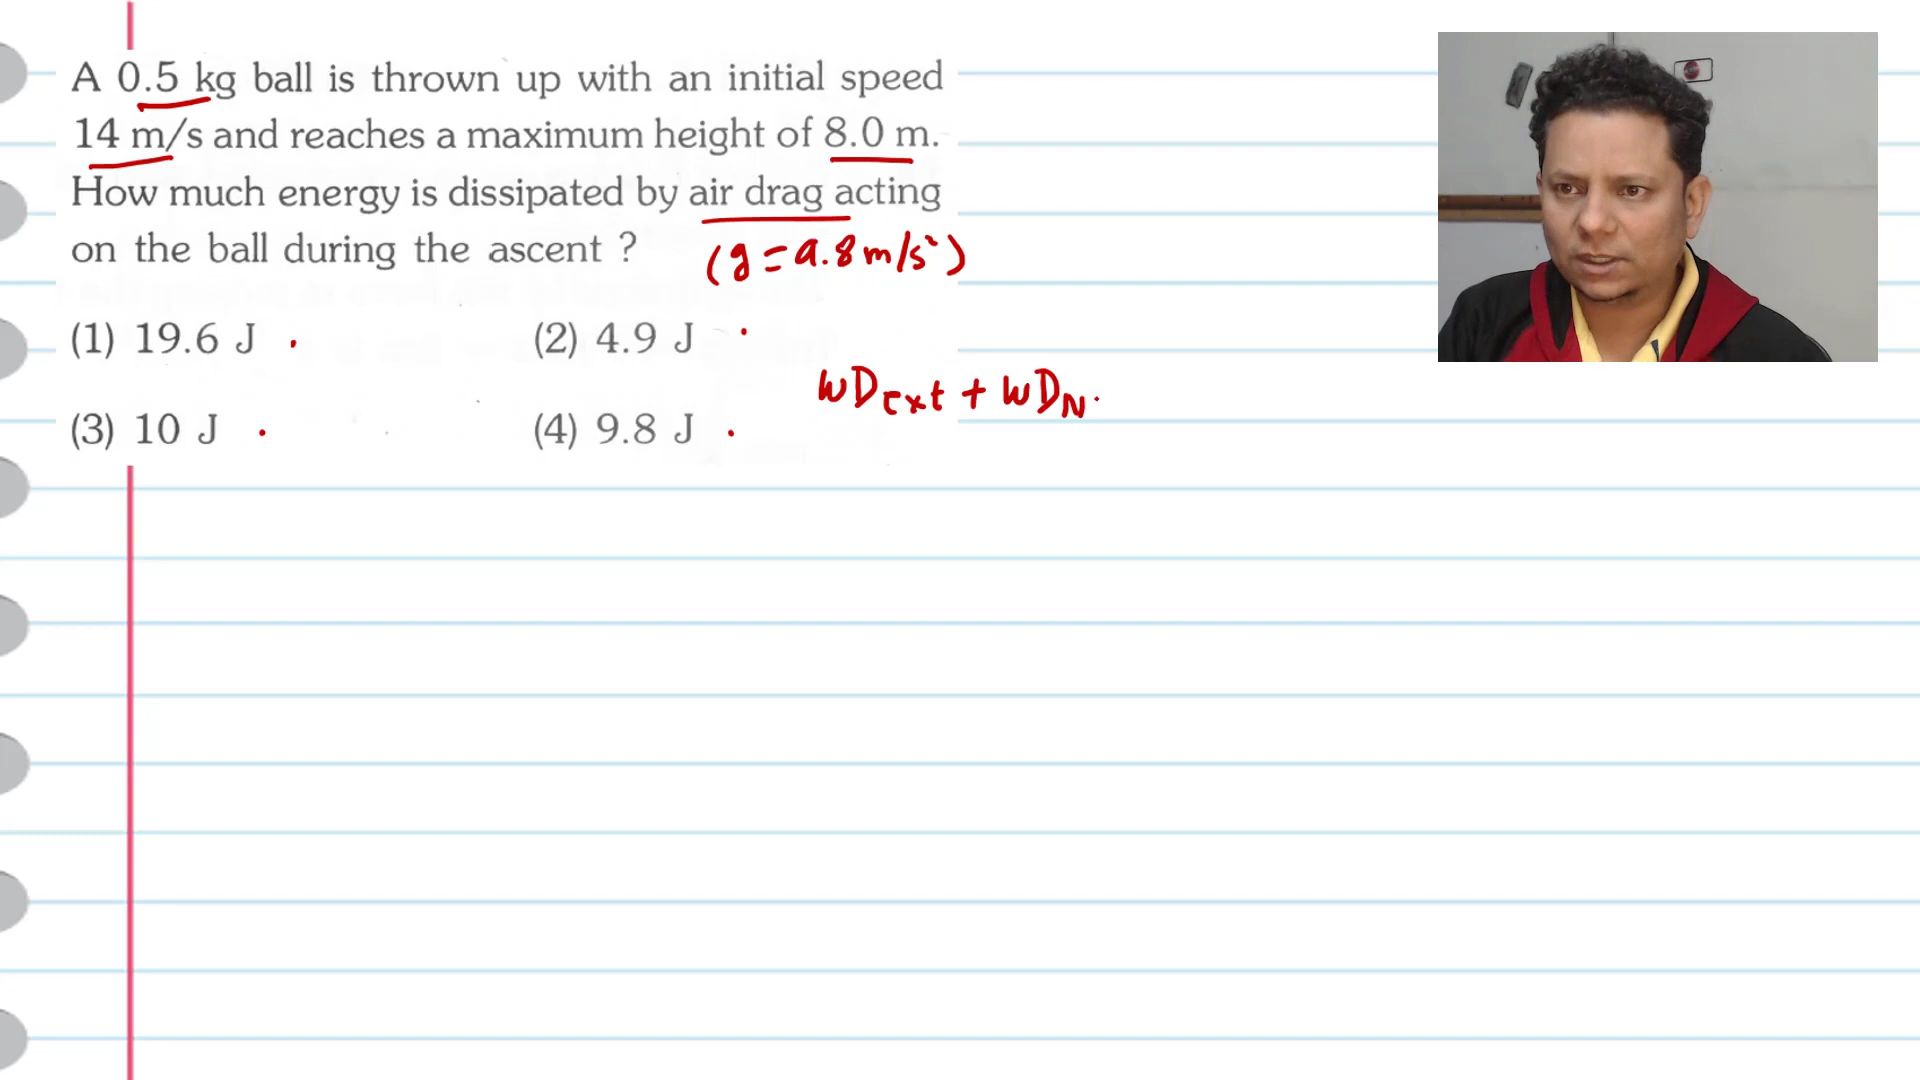 A 0.5 kg ball is thrown up with an initial speed
14 m/s and reaches a maximum height of 8.0 m.
How much energy is dissipated by air drag acting
on the ball during the ascent ? (g = 9.8 m/s²)
(1) 19.6 J (2) 4.9 J
WD_Ext + WD_N.
(3) 10 J (4) 9.8 J